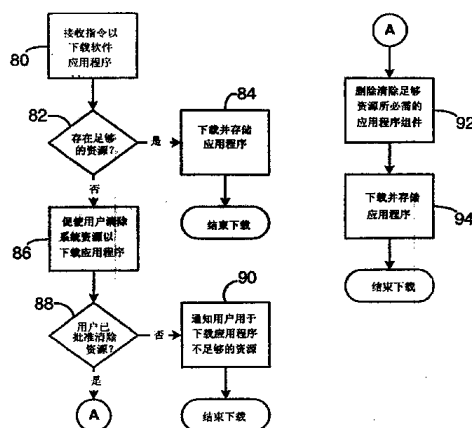 80
接收指令以
下载软件
应用程序
82
存在足够
的资源?
是
84
下载并存储
应用程序
结束下载
否
86
促使用户清除
系统资源以
下载应用程序
88
用户已
批准清除
资源?
否
90
通知用户用于
下载应用程序
不足够的资源
结束下载
是
A
A
删除清除足够
资源所必需的
应用程序组件
92
下载并存储
应用程序
94
结束下载